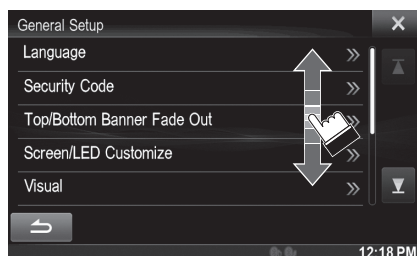 General Setup
Language
Security Code
Top/Bottom Banner Fade Out
Screen/LED Customize
Visual
12:18 PM